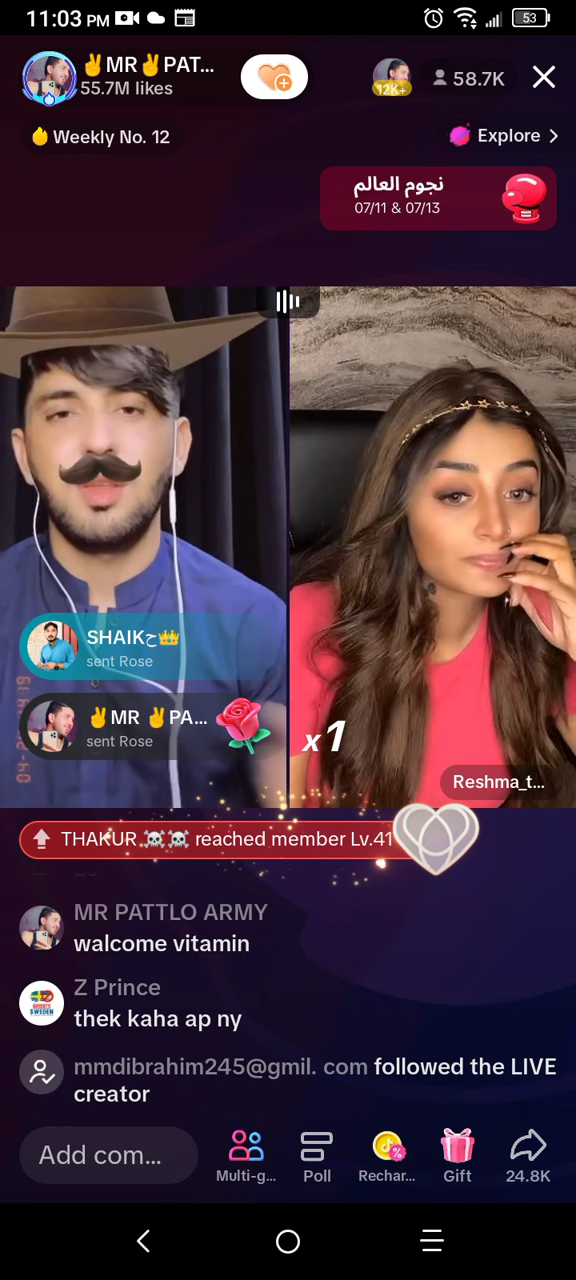 11:03 PM
53
✌MR✌PAT...
55.7M likes
12K+
58.7K
Weekly No. 12
Explore >
نجوم العالم
07/11 & 07/13
SHAIKح👑
sent Rose
✌MR ✌PA...
sent Rose
x1
Reshma_t...
THAKUR.☠☠ reached member Lv.41
MR PATTLO ARMY
walcome vitamin
Z Prince
thek kaha ap ny
mmdibrahim245@gmil. com followed the LIVE
creator
Add com...
Multi-g...
Poll
Rechar...
Gift
24.8K